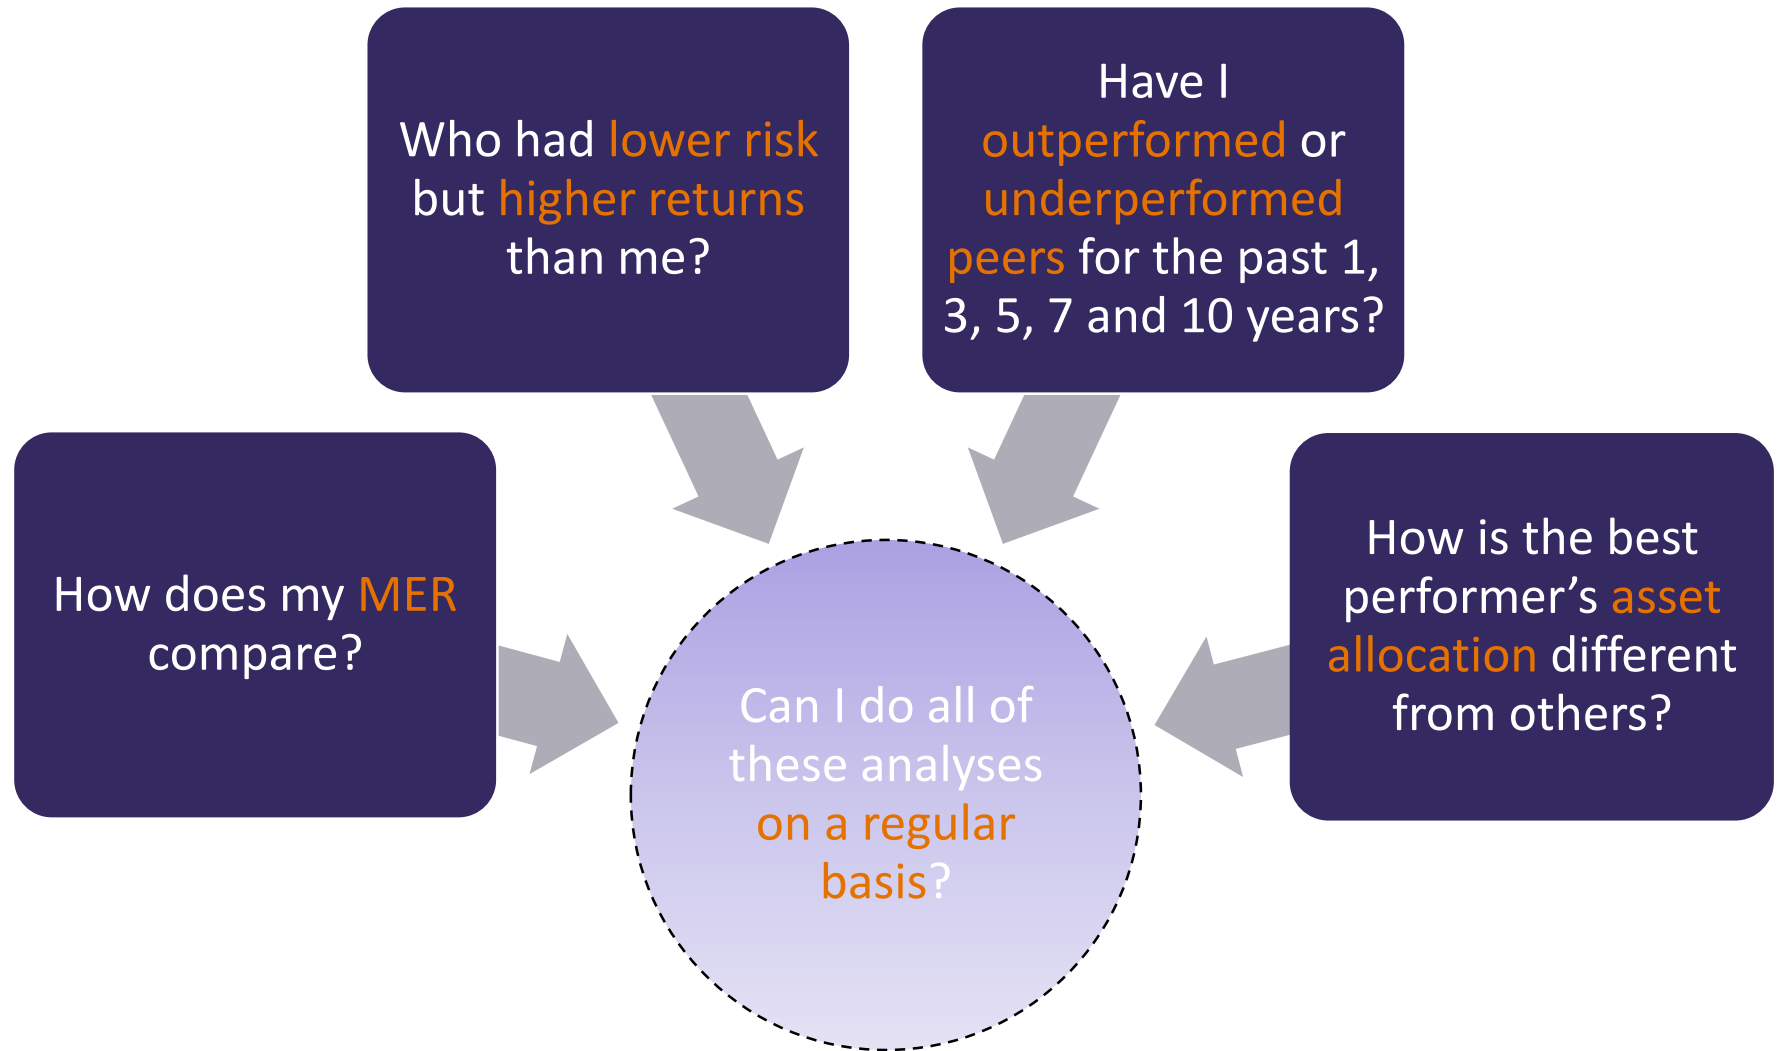 Who had lower risk
but higher returns
than me?
Have I
outperformed or
underperformed
peers for the past 1,
3, 5, 7 and 10 years?
How does my MER
compare?
How is the best
performer’s asset
allocation different
from others?
Can I do all of
these analyses
on a regular
basis?